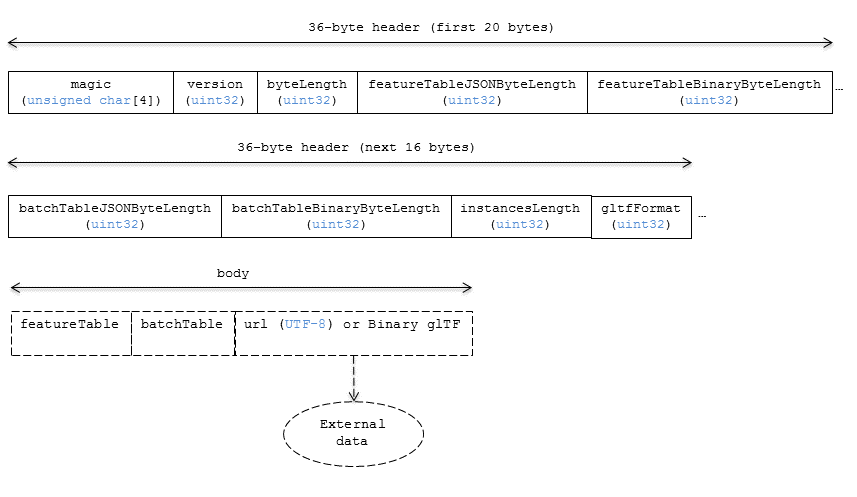 36-byte header (first 20 bytes)
magic version byteLength featureTableJSONByteLength featureTableBinaryByteLength
(unsigned char[4]) (uint32) (uint32) (uint32) (uint32) …
36-byte header (next 16 bytes)
batchTableJSONByteLength batchTableBinaryByteLength instancesLength gltfFormat
(uint32) (uint32) (uint32) (uint32) …
body
featureTable batchTable url (UTF-8) or Binary glTF
External
data